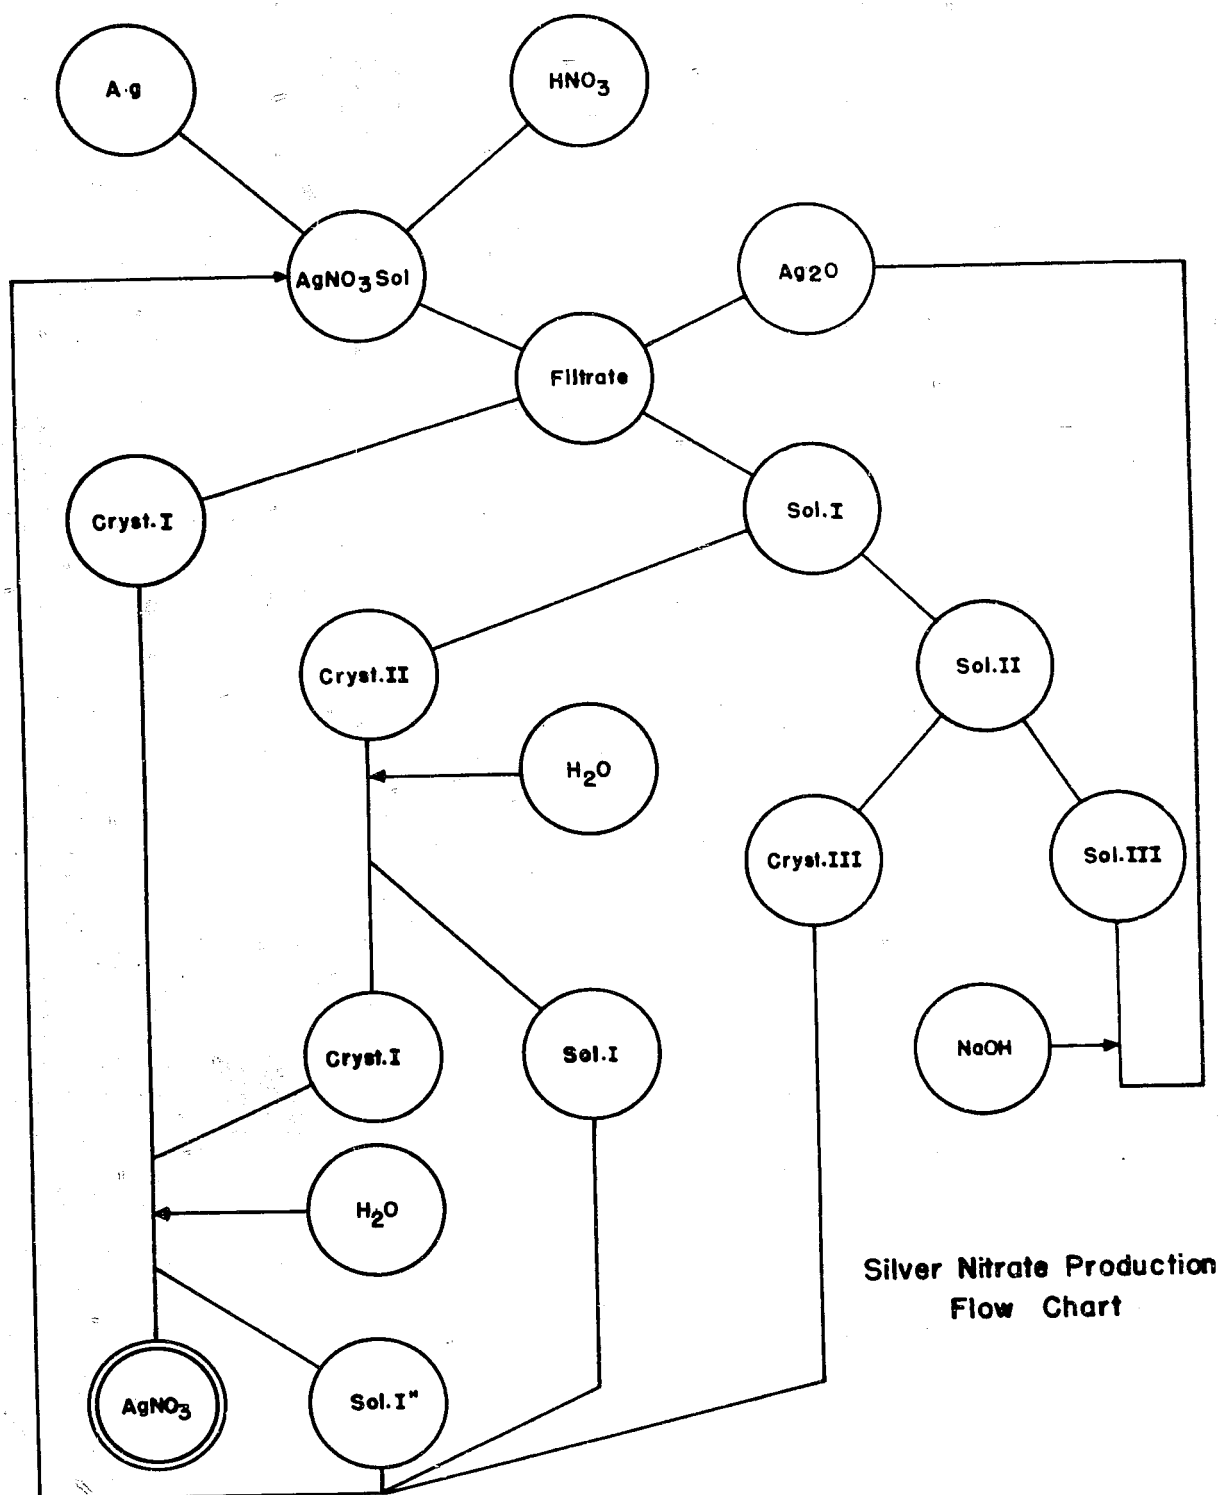 A.g
HNO3
AgNO3 Sol
Ag2O
Filtrate
Cryst.I
Sol.I
Cryst.II
Sol.II
H2O
Cryst.III
Sol.III
Cryst.I
Sol.I
NaOH
H2O
Silver Nitrate Production
Flow Chart
AgNO3
Sol.I"